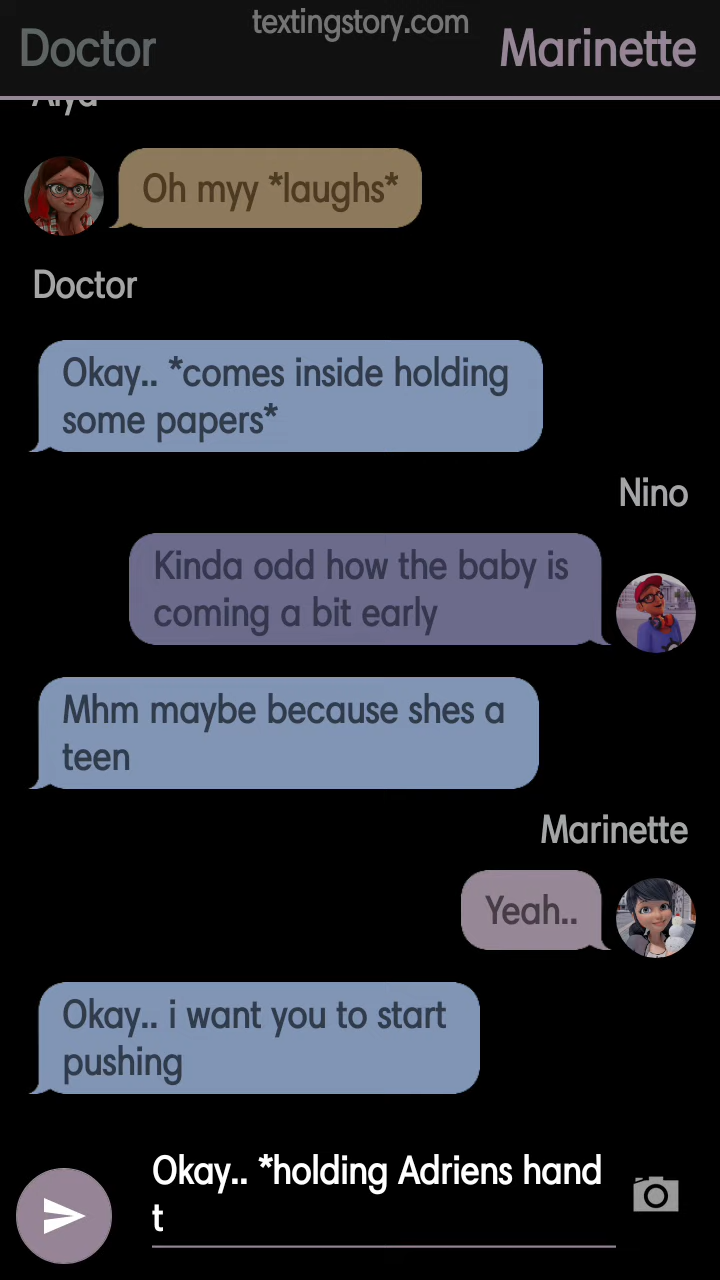 textingstory.com
Doctor
Marinette
Alya
Oh myy *laughs*
Doctor
Okay.. *comes inside holding
some papers*
Nino
Kinda odd how the baby is
coming a bit early
Mhm maybe because shes a
teen
Marinette
Yeah..
Okay.. i want you to start
pushing
Okay.. *holding Adriens hand
t